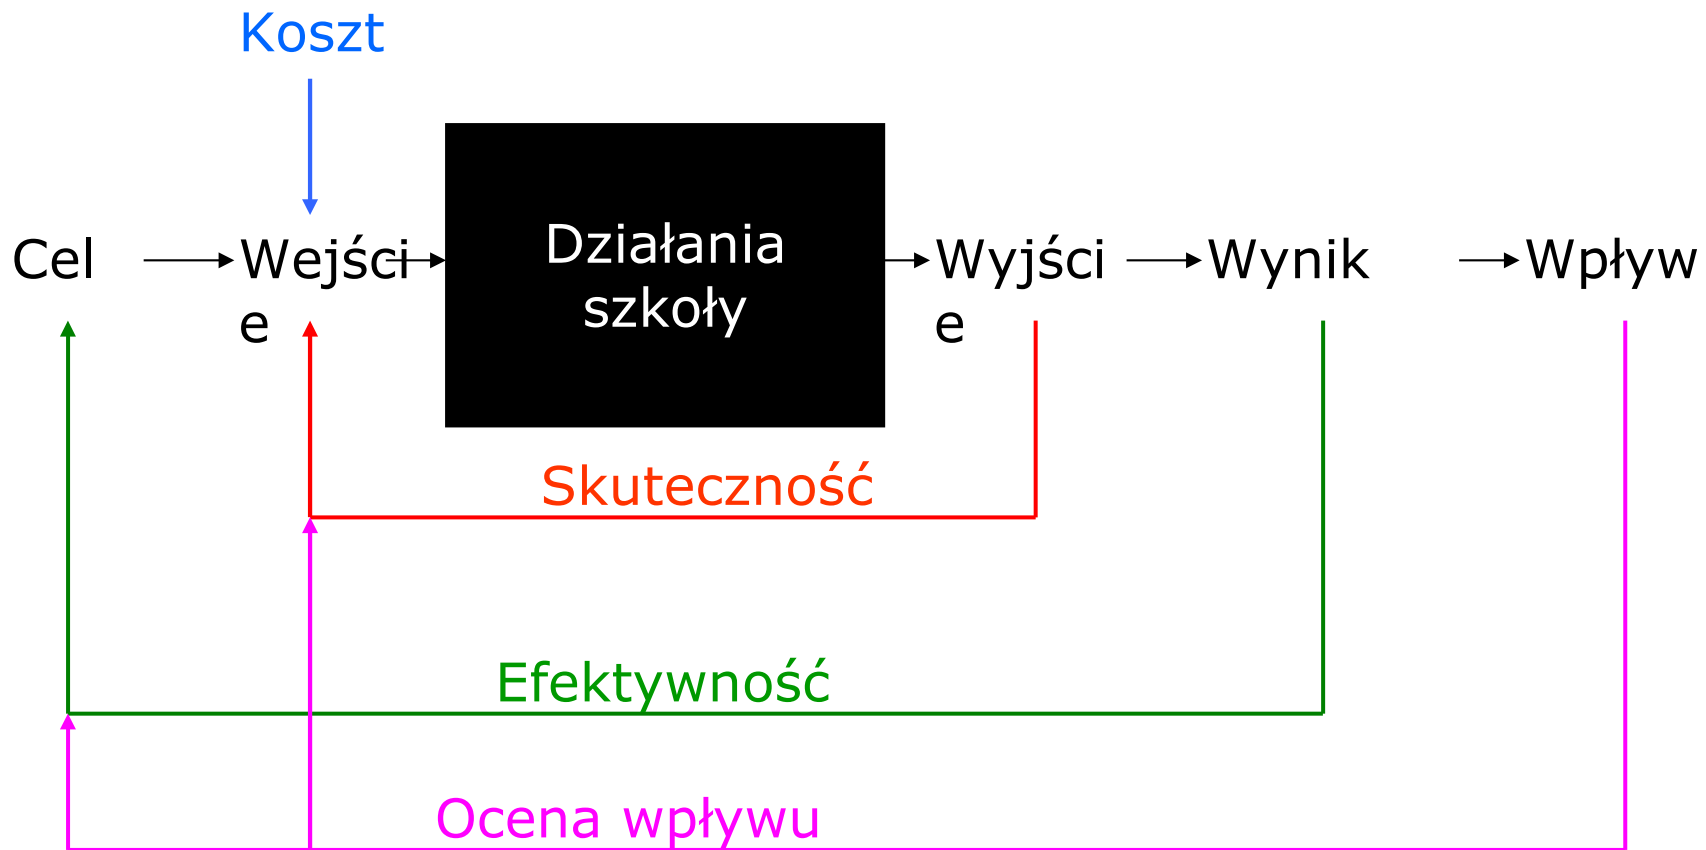 Koszt
Cel
Wejści
e
Działania
szkoły
Wyjści
e
Wynik
Wpływ
Skuteczność
Efektywność
Ocena wpływu